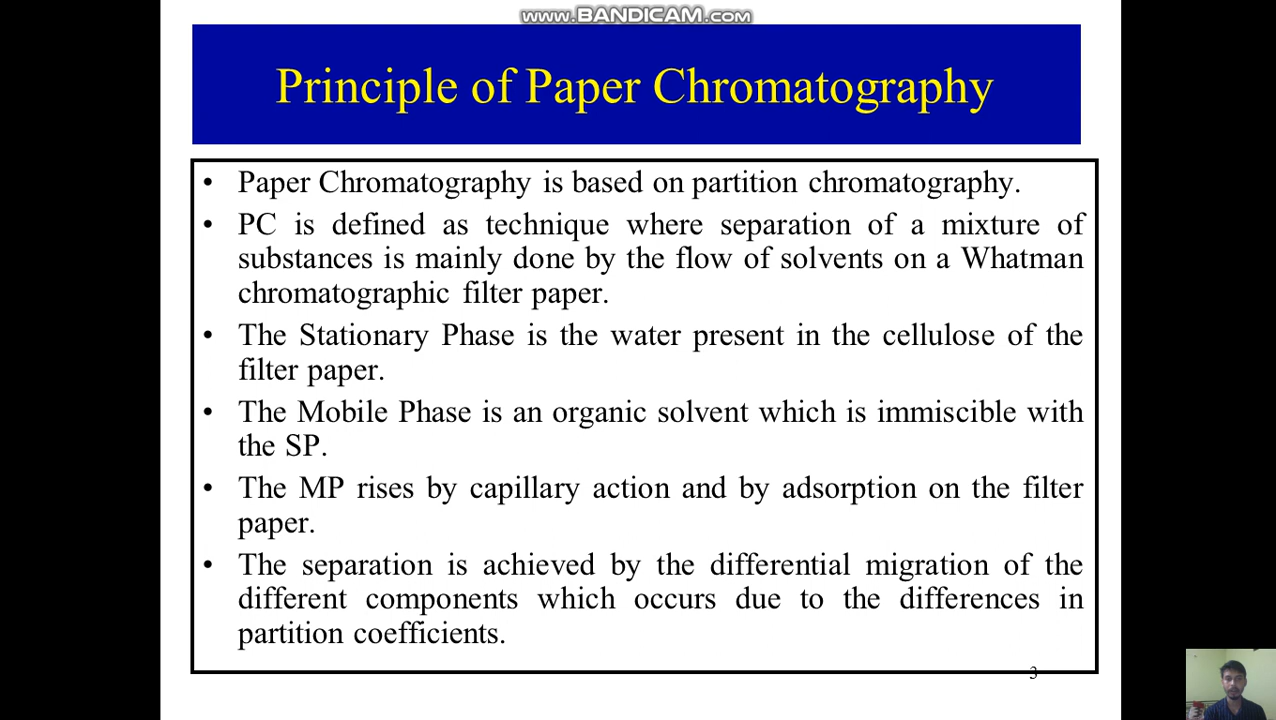 www.BANDICAM.com
Principle of Paper Chromatography
• Paper Chromatography is based on partition chromatography.
• PC is defined as technique where separation of a mixture of
substances is mainly done by the flow of solvents on a Whatman
chromatographic filter paper.
• The Stationary Phase is the water present in the cellulose of the
filter paper.
• The Mobile Phase is an organic solvent which is immiscible with
the SP.
• The MP rises by capillary action and by adsorption on the filter
paper.
• The separation is achieved by the differential migration of the
different components which occurs due to the differences in
partition coefficients.
3